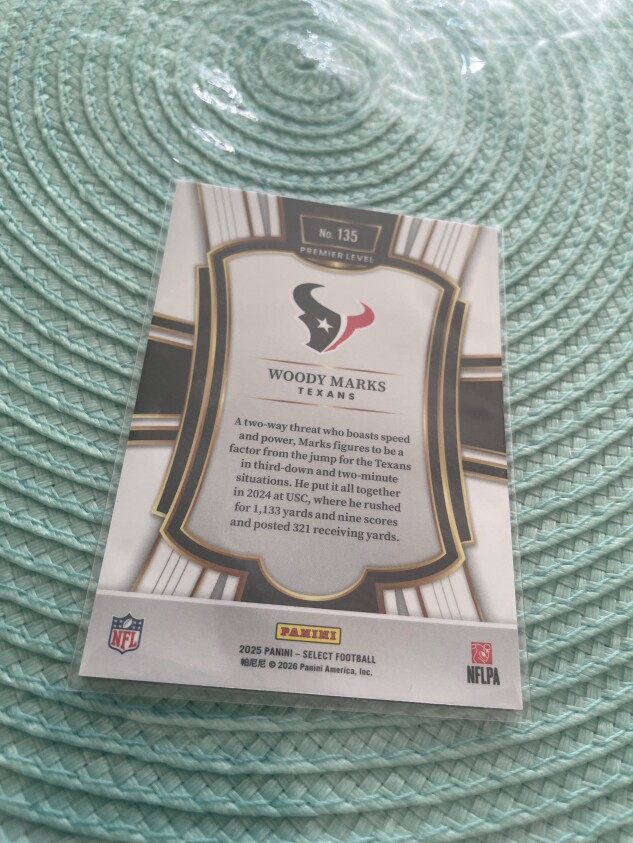 No. 135
PREMIER LEVEL
WOODY MARKS
TEXANS
A two-way threat who boasts speed
and power, Marks figures to be a
factor from the jump for the Texans
in third-down and two-minute
situations. He put it all together
in 2024 at USC, where he rushed
for 1,133 yards and nine scores
and posted 321 receiving yards.
NFL
PANINI
2025 PANINI – SELECT FOOTBALL
帕尼尼 © 2026 Panini America, Inc.
NFLPA